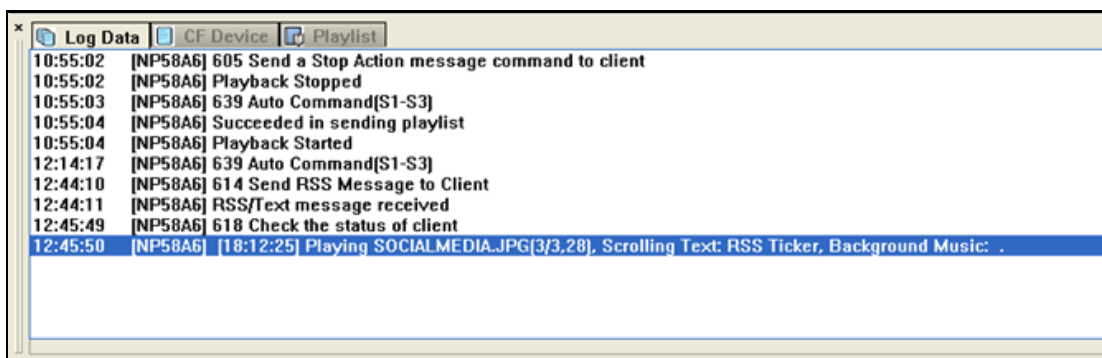 Log Data CF Device Playlist
10:55:02 [NP58A6] 605 Send a Stop Action message command to client
10:55:02 [NP58A6] Playback Stopped
10:55:03 [NP58A6] 639 Auto Command(S1-S3)
10:55:04 [NP58A6] Succeeded in sending playlist
10:55:04 [NP58A6] Playback Started
12:14:17 [NP58A6] 639 Auto Command(S1-S3)
12:44:10 [NP58A6] 614 Send RSS Message to Client
12:44:11 [NP58A6] RSS/Text message received
12:45:49 [NP58A6] 618 Check the status of client
12:45:50 [NP58A6] [18:12:25] Playing SOCIALMEDIA.JPG(3/3,28), Scrolling Text: RSS Ticker, Background Music: .